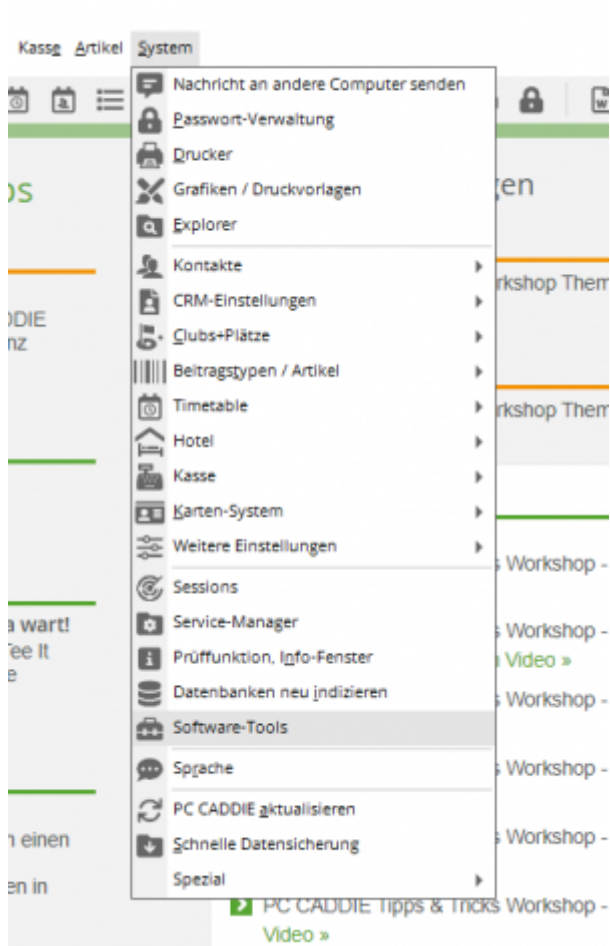 Kasse Artikel System
Nachricht an andere Computer senden
Passwort-Verwaltung
Drucker
Grafiken / Druckvorlagen
Explorer
Kontakte
CRM-Einstellungen
Clubs+Plätze
Beitragstypen / Artikel
Timetable
Hotel
Kasse
Karten-System
Weitere Einstellungen
Sessions
Service-Manager
Prüffunktion, Info-Fenster
Datenbanken neu indizieren
Software-Tools
Sprache
PC CADDIE aktualisieren
Schnelle Datensicherung
Spezial
os
DDIE
nz
a wart!
ee It
e
n einen
en in
gen
rkshop Them
rkshop Them
s Workshop -
s Workshop -
Video »
s Workshop -
s Workshop -
s Workshop -
PC CADDIE Tipps & Tricks Workshop -
Video »